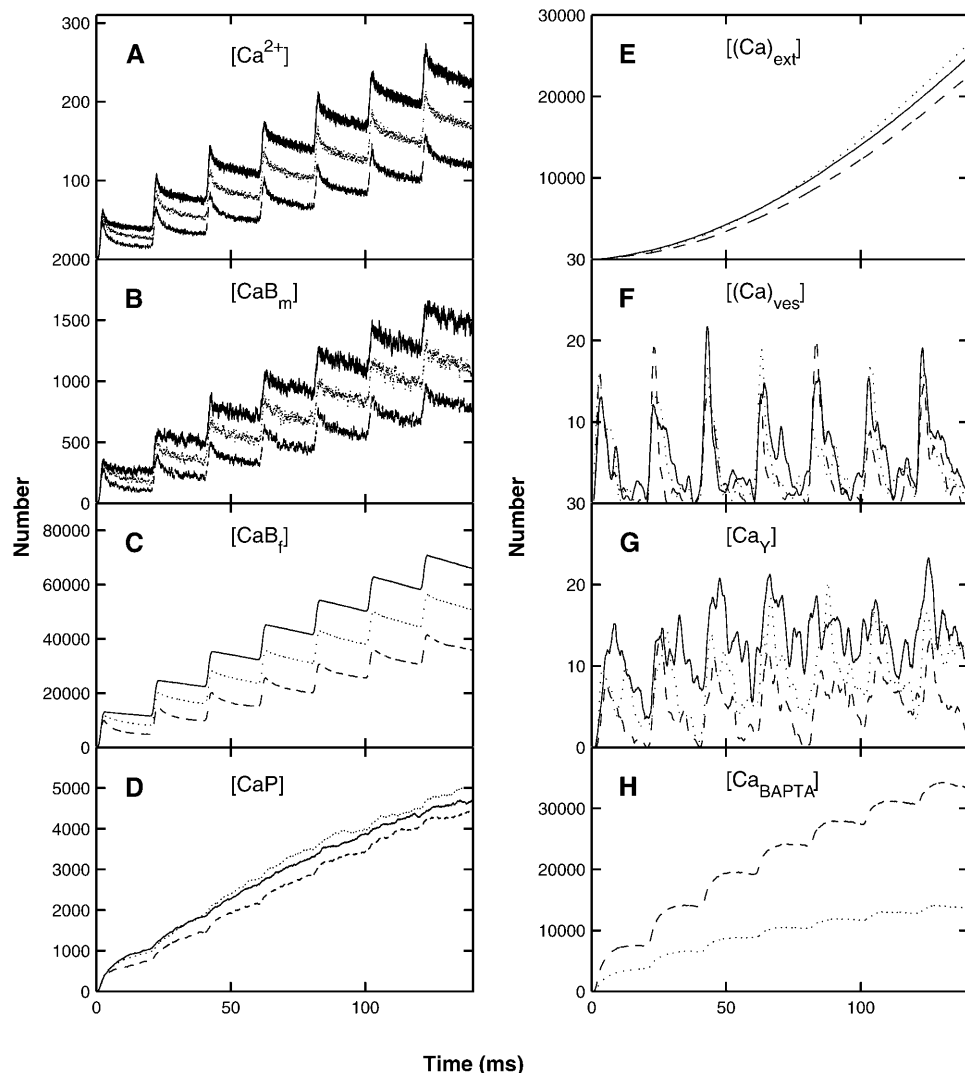 A
[Ca2+]
300
200
100
2000
B
[CaBm]
1500
1000
500
0
C
[CaBf]
80000
60000
40000
20000
0
D
[CaP]
5000
4000
3000
2000
1000
0
0
50
100
Number
E
[(Ca)ext]
30000
20000
10000
30
F
[(Ca)ves]
20
10
30
G
[CaY]
20
10
0
H
[CaBAPTA]
30000
20000
10000
0
0
50
100
Number
Time (ms)